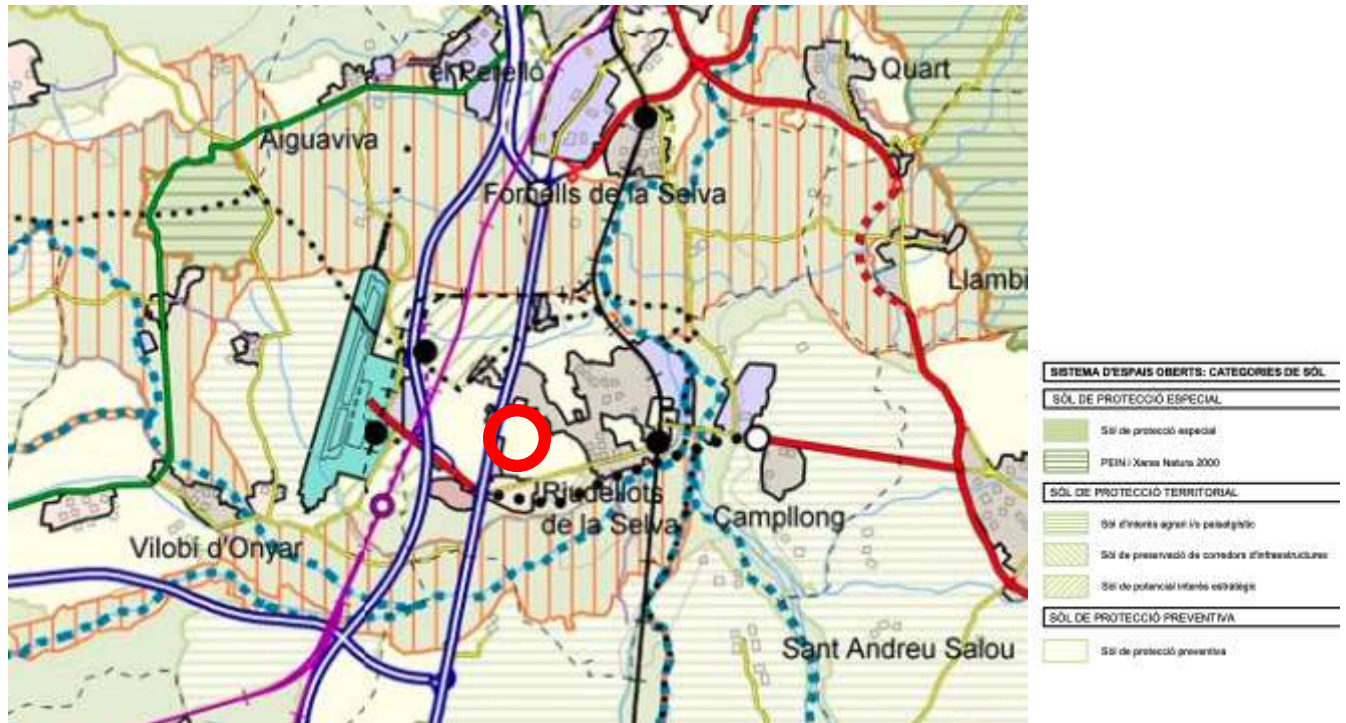 el Perelló
Quart
Aiguaviva
Fornells de la Selva
Llambi
Riudellots
de la Selva
Campllong
Vilobí d'Onyar
Sant Andreu Salou
SISTEMA D'ESPAIS OBERTS: CATEGORIES DE SÒL
SÒL DE PROTECCIÓ ESPECIAL
Sòl de protecció especial
PEIN / Xarxa Natura 2000
SÒL DE PROTECCIÓ TERRITORIAL
Sòl d'interès agrari i/o paisatgístic
Sòl de preservació de corredors d'infraestructures
Sòl de potencial interès estratègic
SÒL DE PROTECCIÓ PREVENTIVA
Sòl de protecció preventiva